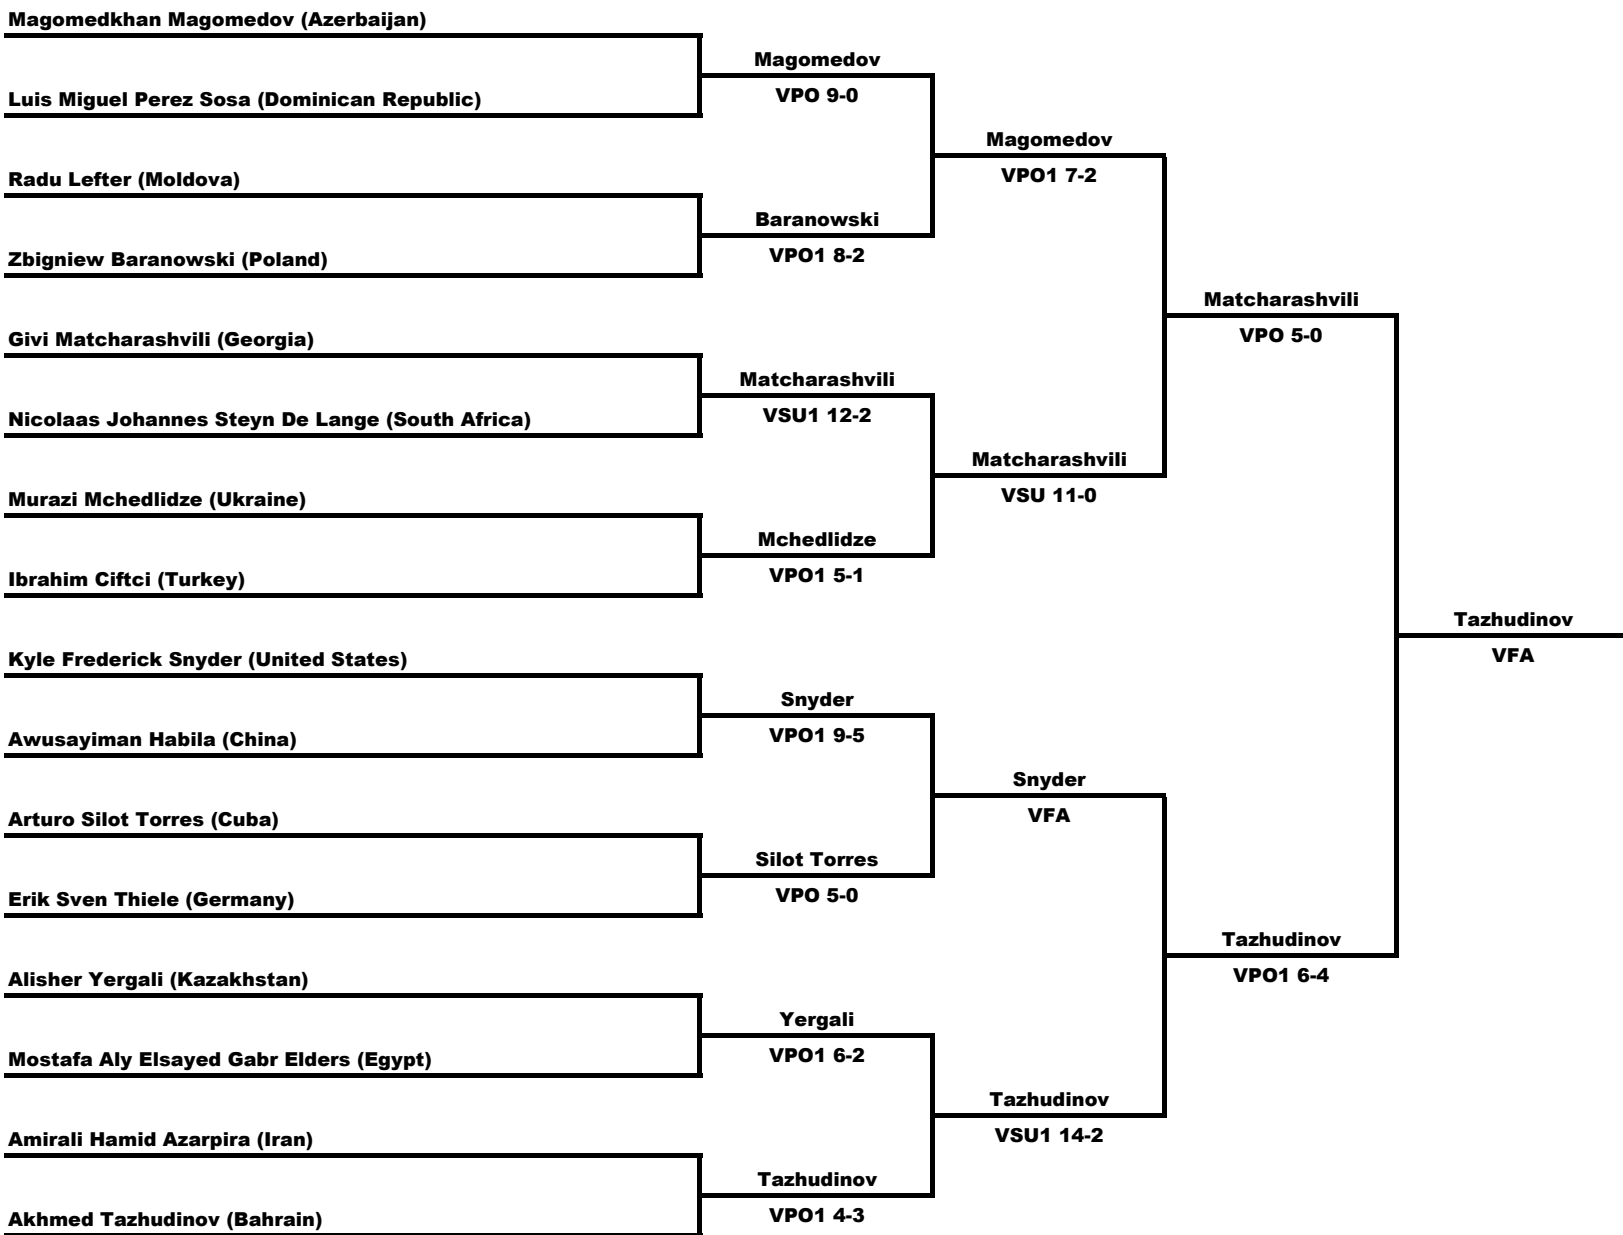 Magomedkhan Magomedov (Azerbaijan)
Magomedov
VPO 9-0
Luis Miguel Perez Sosa (Dominican Republic)
Magomedov
VPO1 7-2
Radu Lefter (Moldova)
Baranowski
VPO1 8-2
Zbigniew Baranowski (Poland)
Matcharashvili
VPO 5-0
Givi Matcharashvili (Georgia)
Matcharashvili
VSU1 12-2
Nicolaas Johannes Steyn De Lange (South Africa)
Matcharashvili
VSU 11-0
Murazi Mchedlidze (Ukraine)
Mchedlidze
VPO1 5-1
Ibrahim Ciftci (Turkey)
Tazhudinov
VFA
Kyle Frederick Snyder (United States)
Snyder
VPO1 9-5
Awusayiman Habila (China)
Snyder
VFA
Arturo Silot Torres (Cuba)
Silot Torres
VPO 5-0
Erik Sven Thiele (Germany)
Tazhudinov
VPO1 6-4
Alisher Yergali (Kazakhstan)
Yergali
VPO1 6-2
Mostafa Aly Elsayed Gabr Elders (Egypt)
Tazhudinov
VSU1 14-2
Amirali Hamid Azarpira (Iran)
Tazhudinov
VPO1 4-3
Akhmed Tazhudinov (Bahrain)